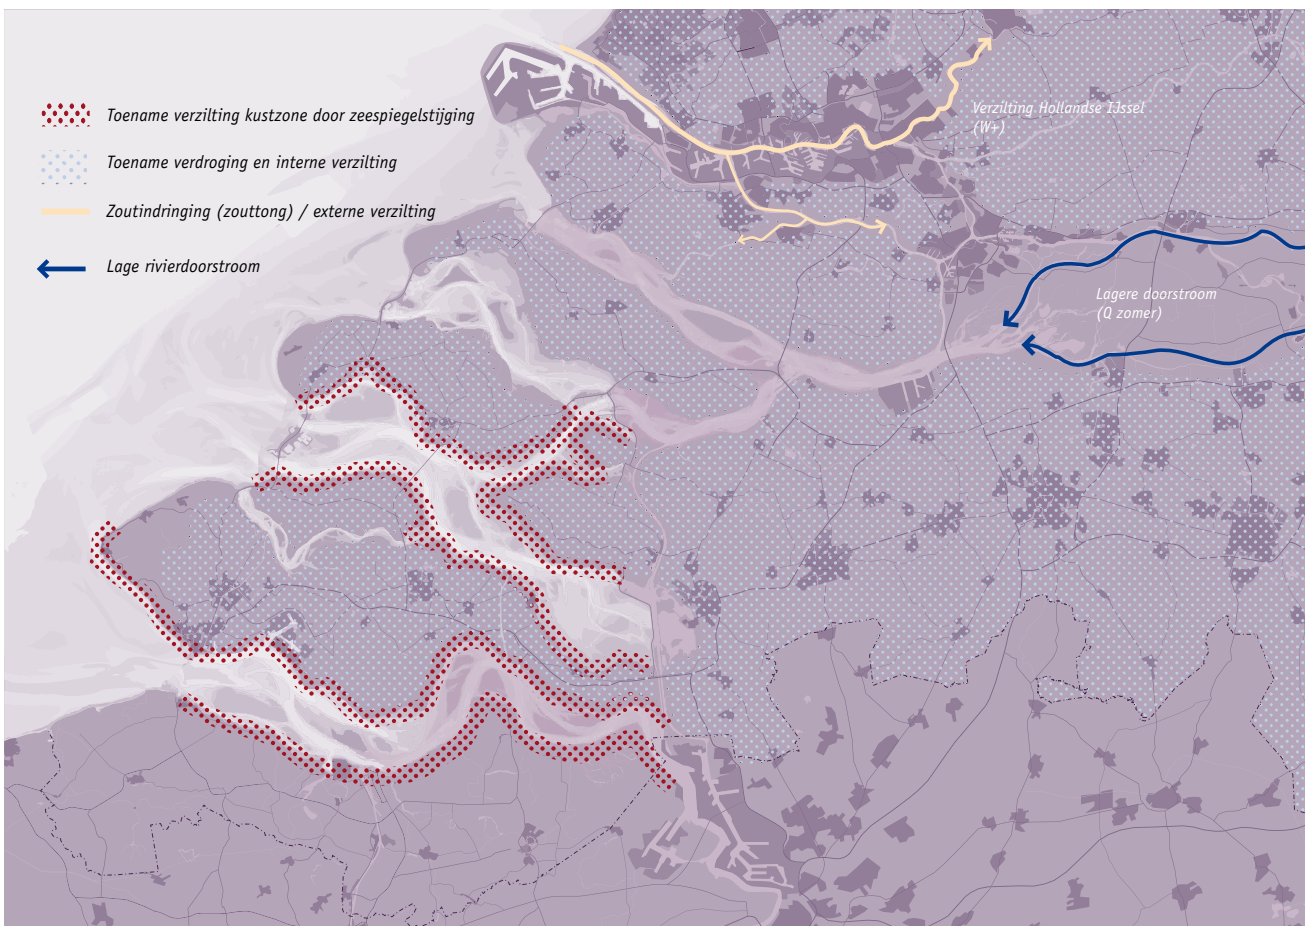 Toename verzilting kustzone door zeespiegelstijging
Toename verdroging en interne verzilting
Zoutindringing (zouttong) / externe verzilting
Lage rivierdoorstroom
Verzilting Hollandse IJssel
(W+)
Lagere doorstroom
(Q zomer)